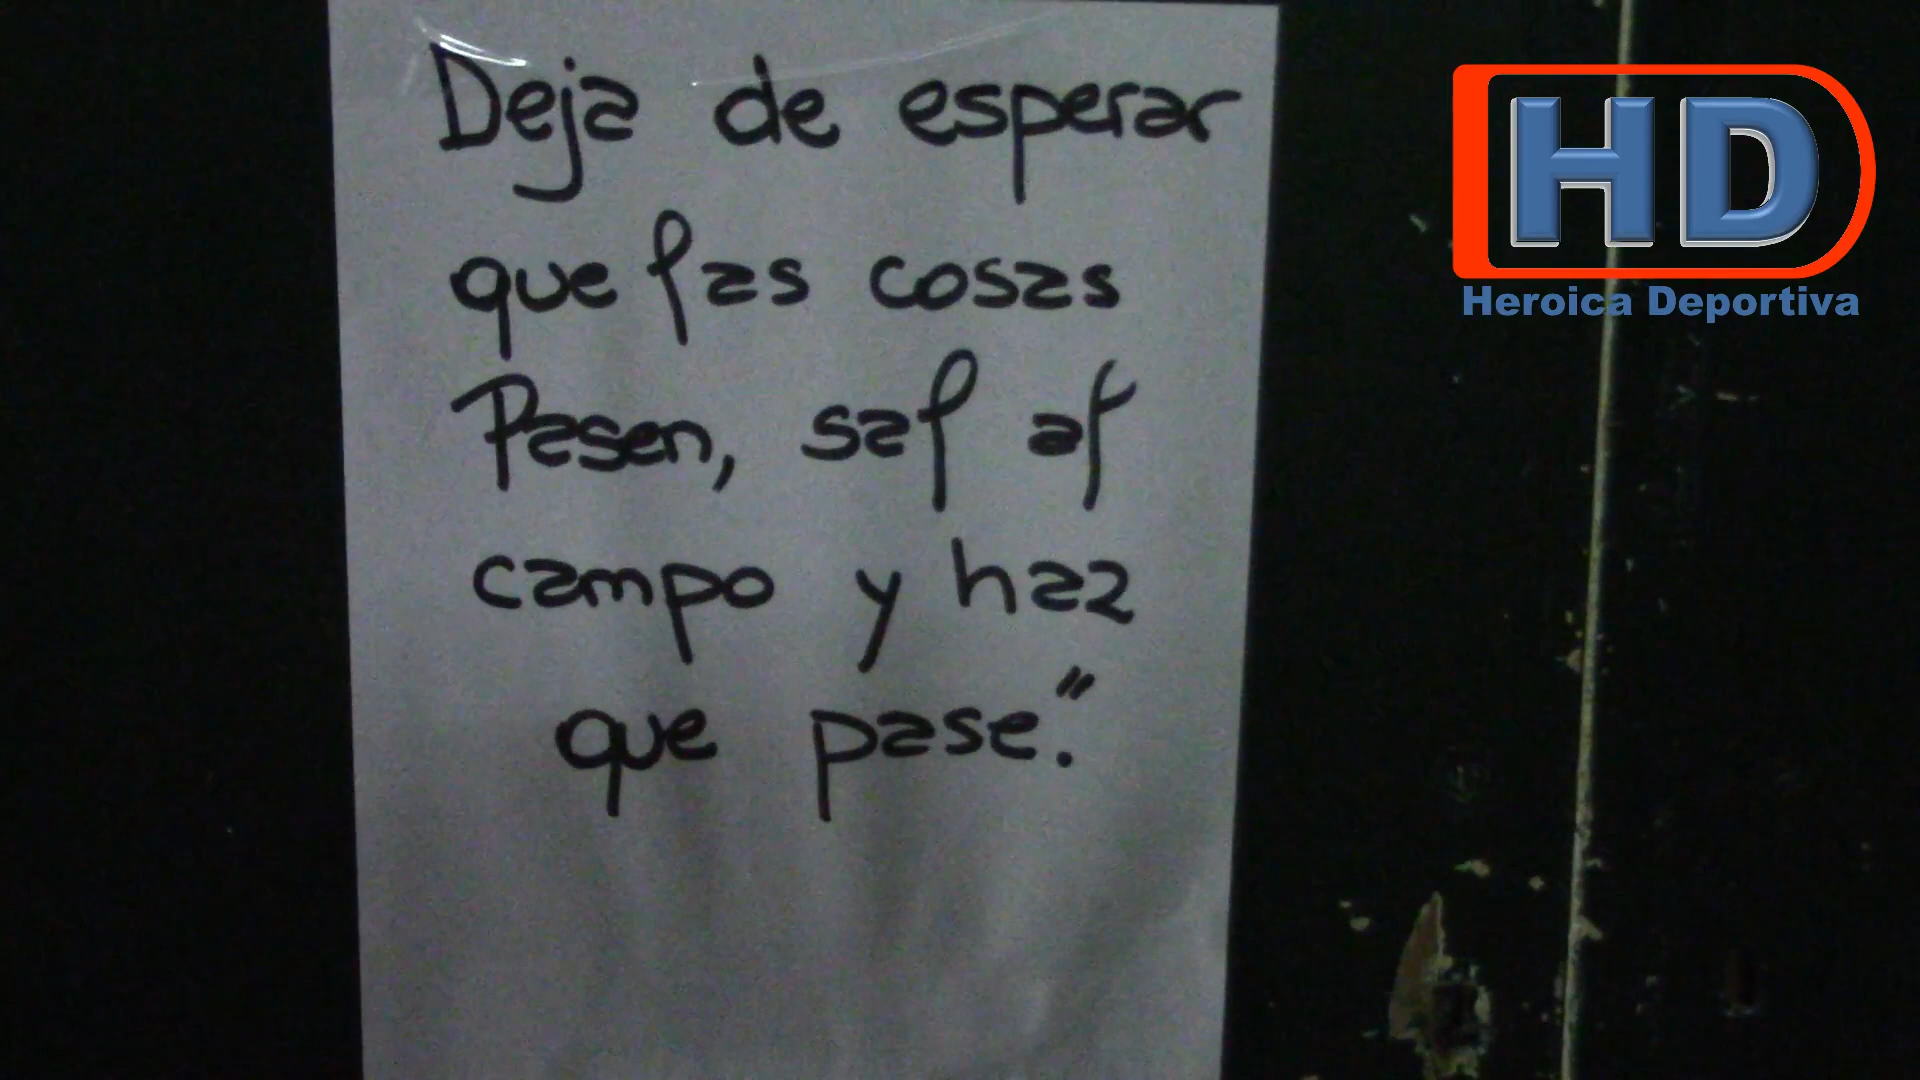 Deja de esperar
que las cosas
Pasen, sal al
campo y haz
que pase."
HD
Heroica Deportiva